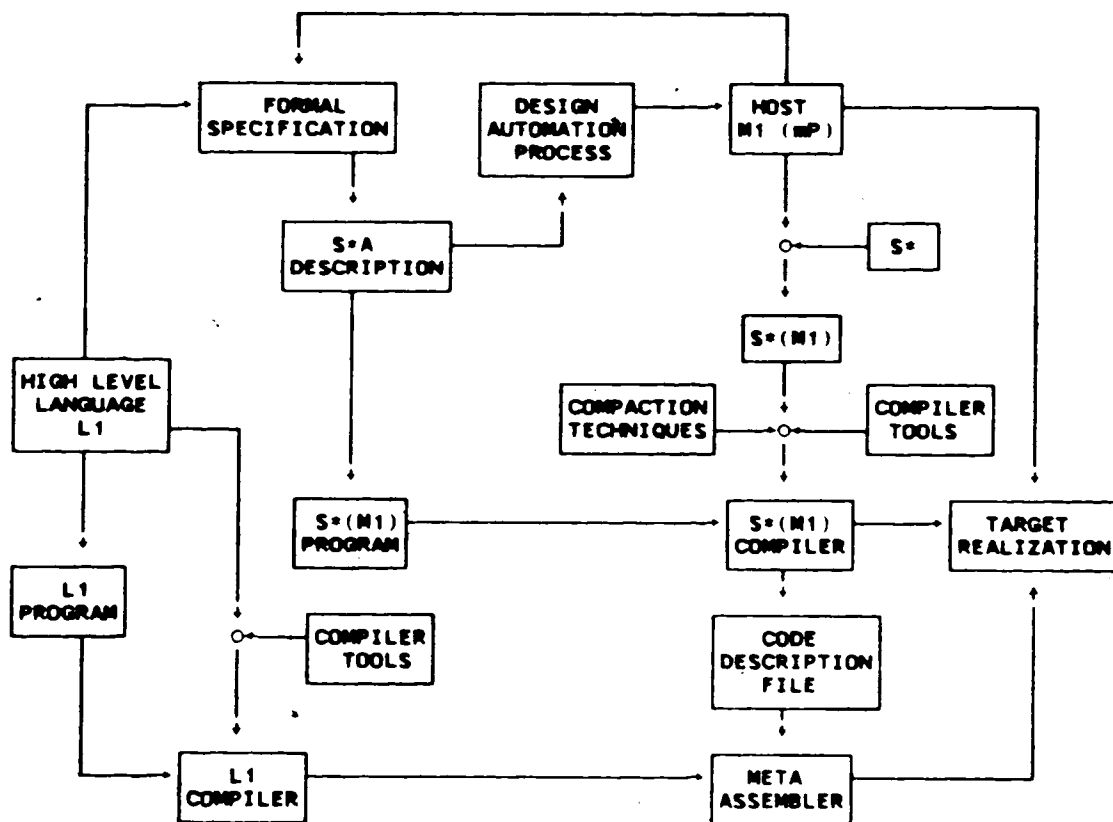 FORMAL
SPECIFICATION
DESIGN
AUTOMATION
PROCESS
HOST
M1 (mP)
S*A
DESCRIPTION
S*
S*(M1)
HIGH LEVEL
LANGUAGE
L1
COMPACTION
TECHNIQUES
COMPILER
TOOLS
S*(M1)
PROGRAM
S*(M1)
COMPILER
TARGET
REALIZATION
L1
PROGRAM
COMPILER
TOOLS
CODE
DESCRIPTION
FILE
L1
COMPILER
META
ASSEMBLER